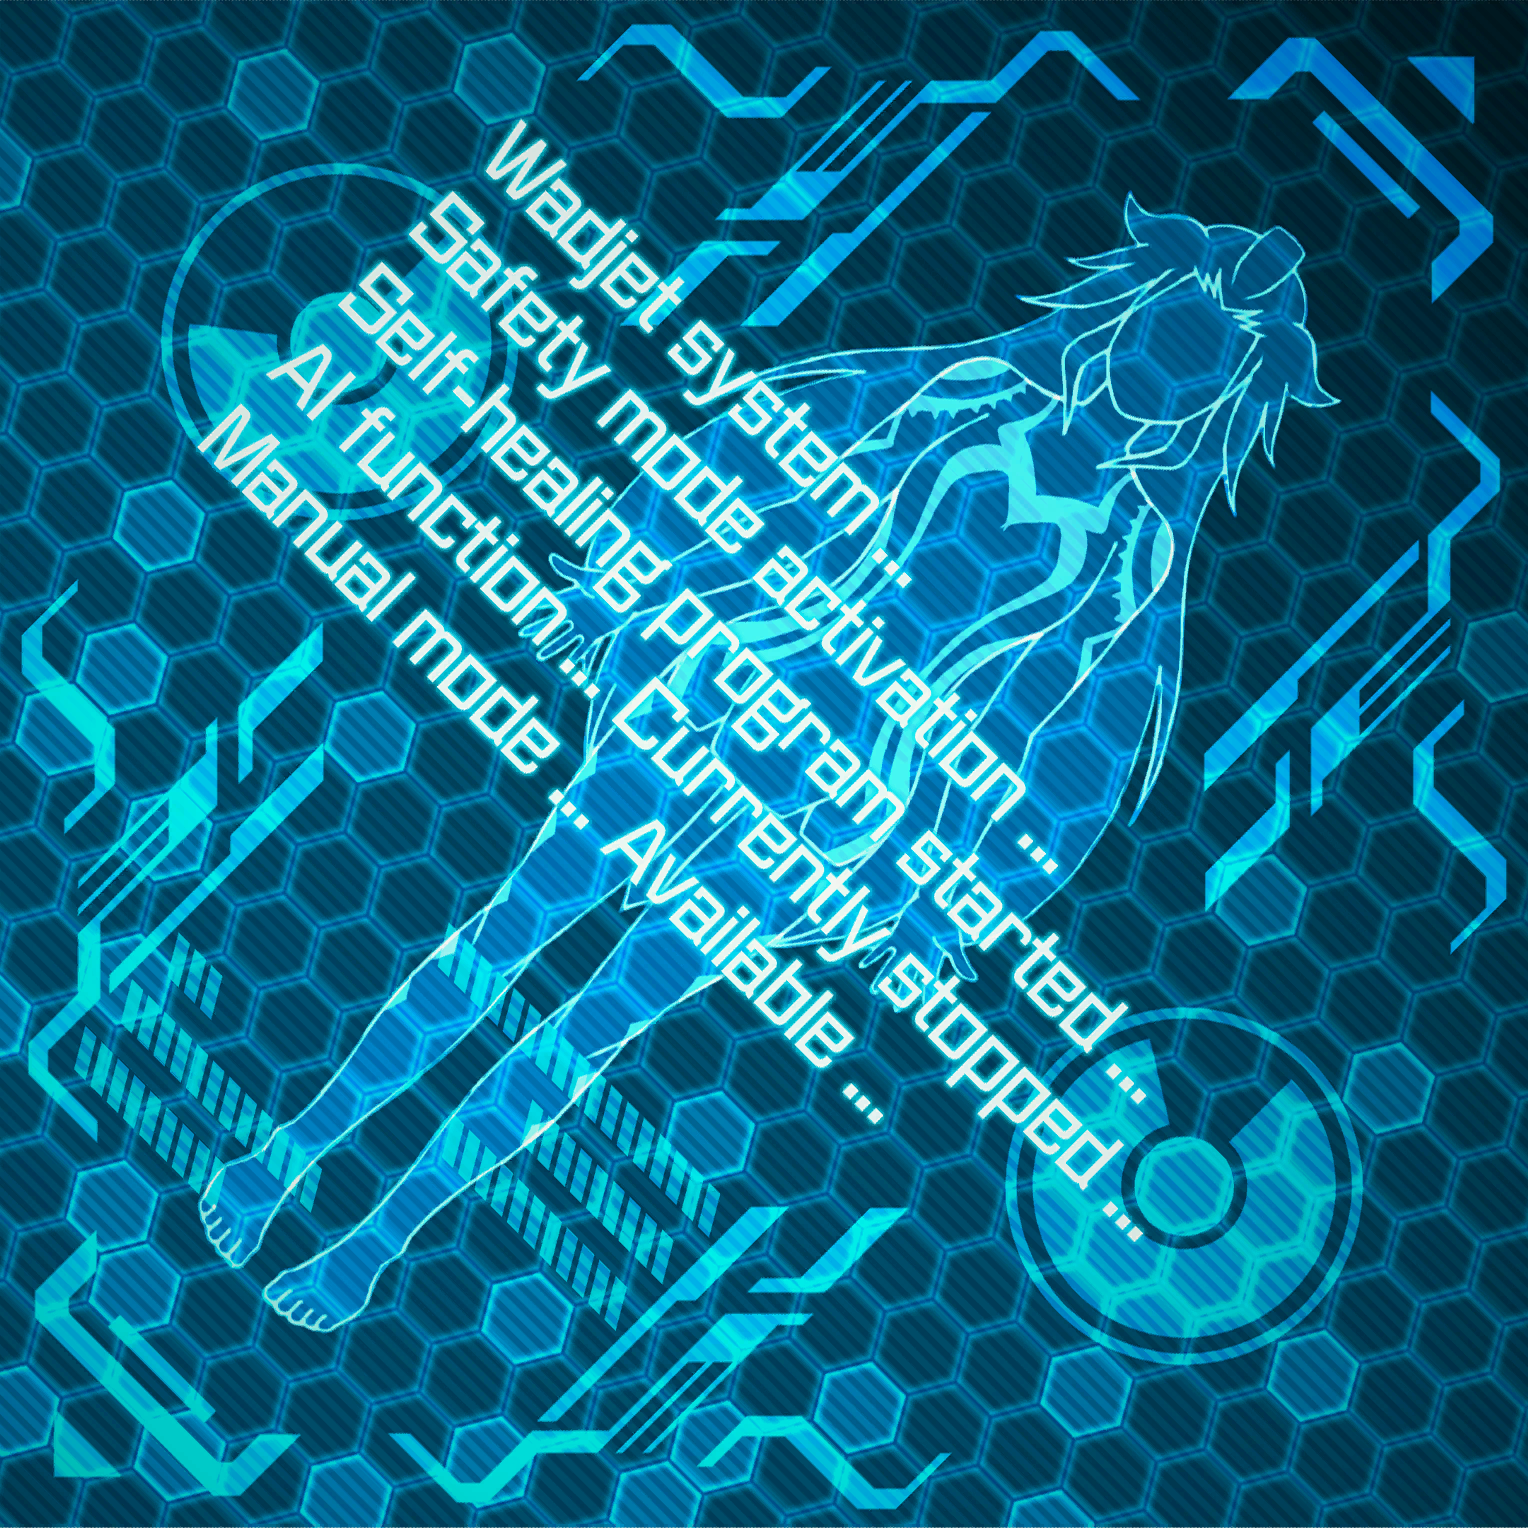 Wadjet system ...
Safety mode activation ...
Self-healing program started ...
AI function... Currently stopped ...
Manual mode ... Available ...